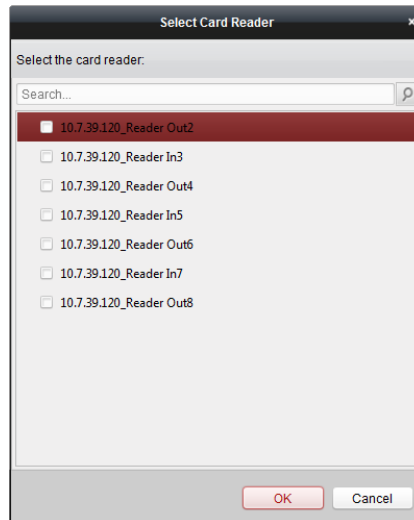 Select Card Reader
Select the card reader:
Search...
10.7.39.120_Reader Out2
10.7.39.120_Reader In3
10.7.39.120_Reader Out4
10.7.39.120_Reader In5
10.7.39.120_Reader Out6
10.7.39.120_Reader In7
10.7.39.120_Reader Out8
OK Cancel